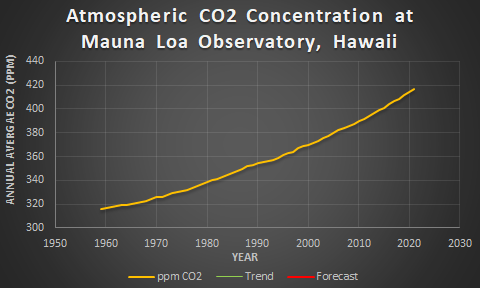 Atmospheric CO2 Concentration at
Mauna Loa Observatory, Hawaii
ANNUAL AVERGAE CO2 (PPM)
440
420
400
380
360
340
320
300
1950 1960 1970 1980 1990 2000 2010 2020 2030
YEAR
ppm CO2 Trend Forecast